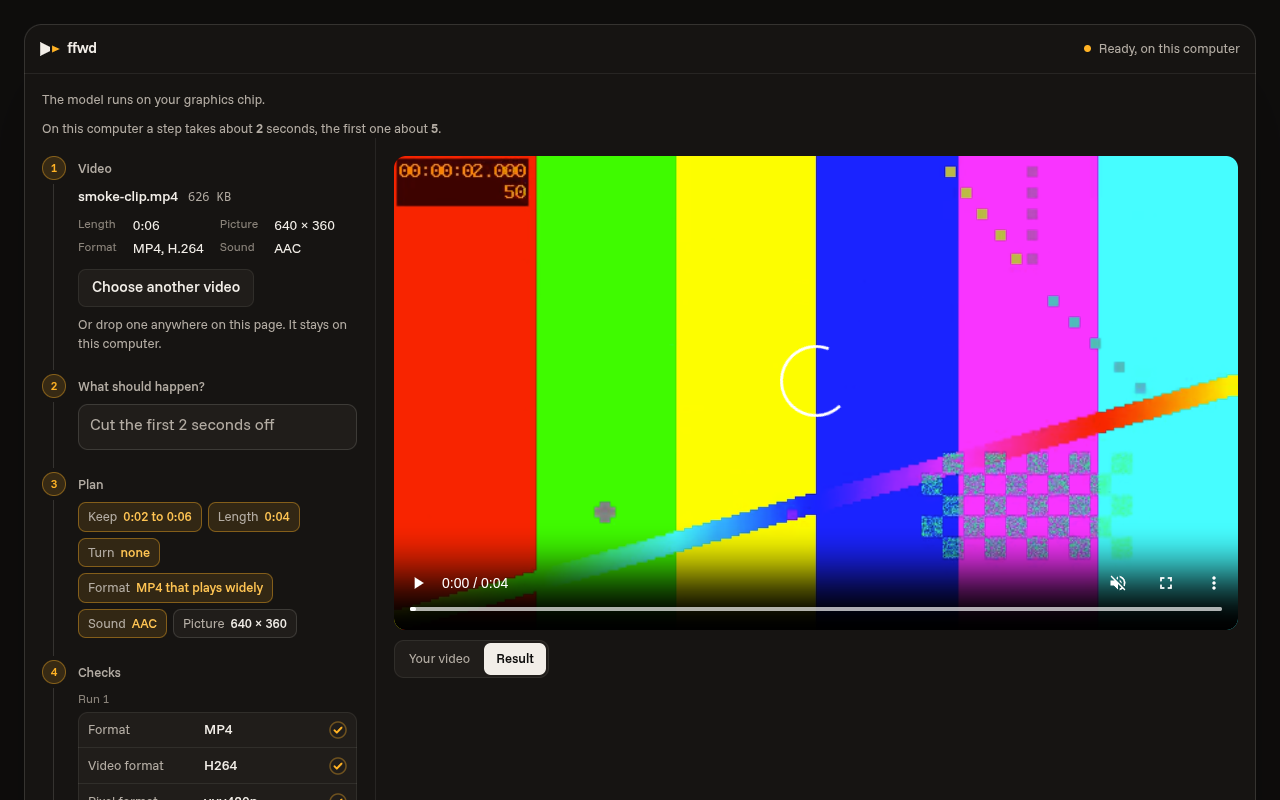 ffwd
Ready, on this computer
The model runs on your graphics chip.
On this computer a step takes about 2 seconds, the first one about 5.
1 Video
smoke-clip.mp4 626 KB
Length 0:06 Picture 640 × 360
Format MP4, H.264 Sound AAC
Choose another video
Or drop one anywhere on this page. It stays on
this computer.
2 What should happen?
Cut the first 2 seconds off
3 Plan
Keep 0:02 to 0:06 Length 0:04
Turn none
Format MP4 that plays widely
Sound AAC Picture 640 × 360
4 Checks
Run 1
Format MP4
Video format H264
00:00:02.000
50
0:00 / 0:04
Your video Result